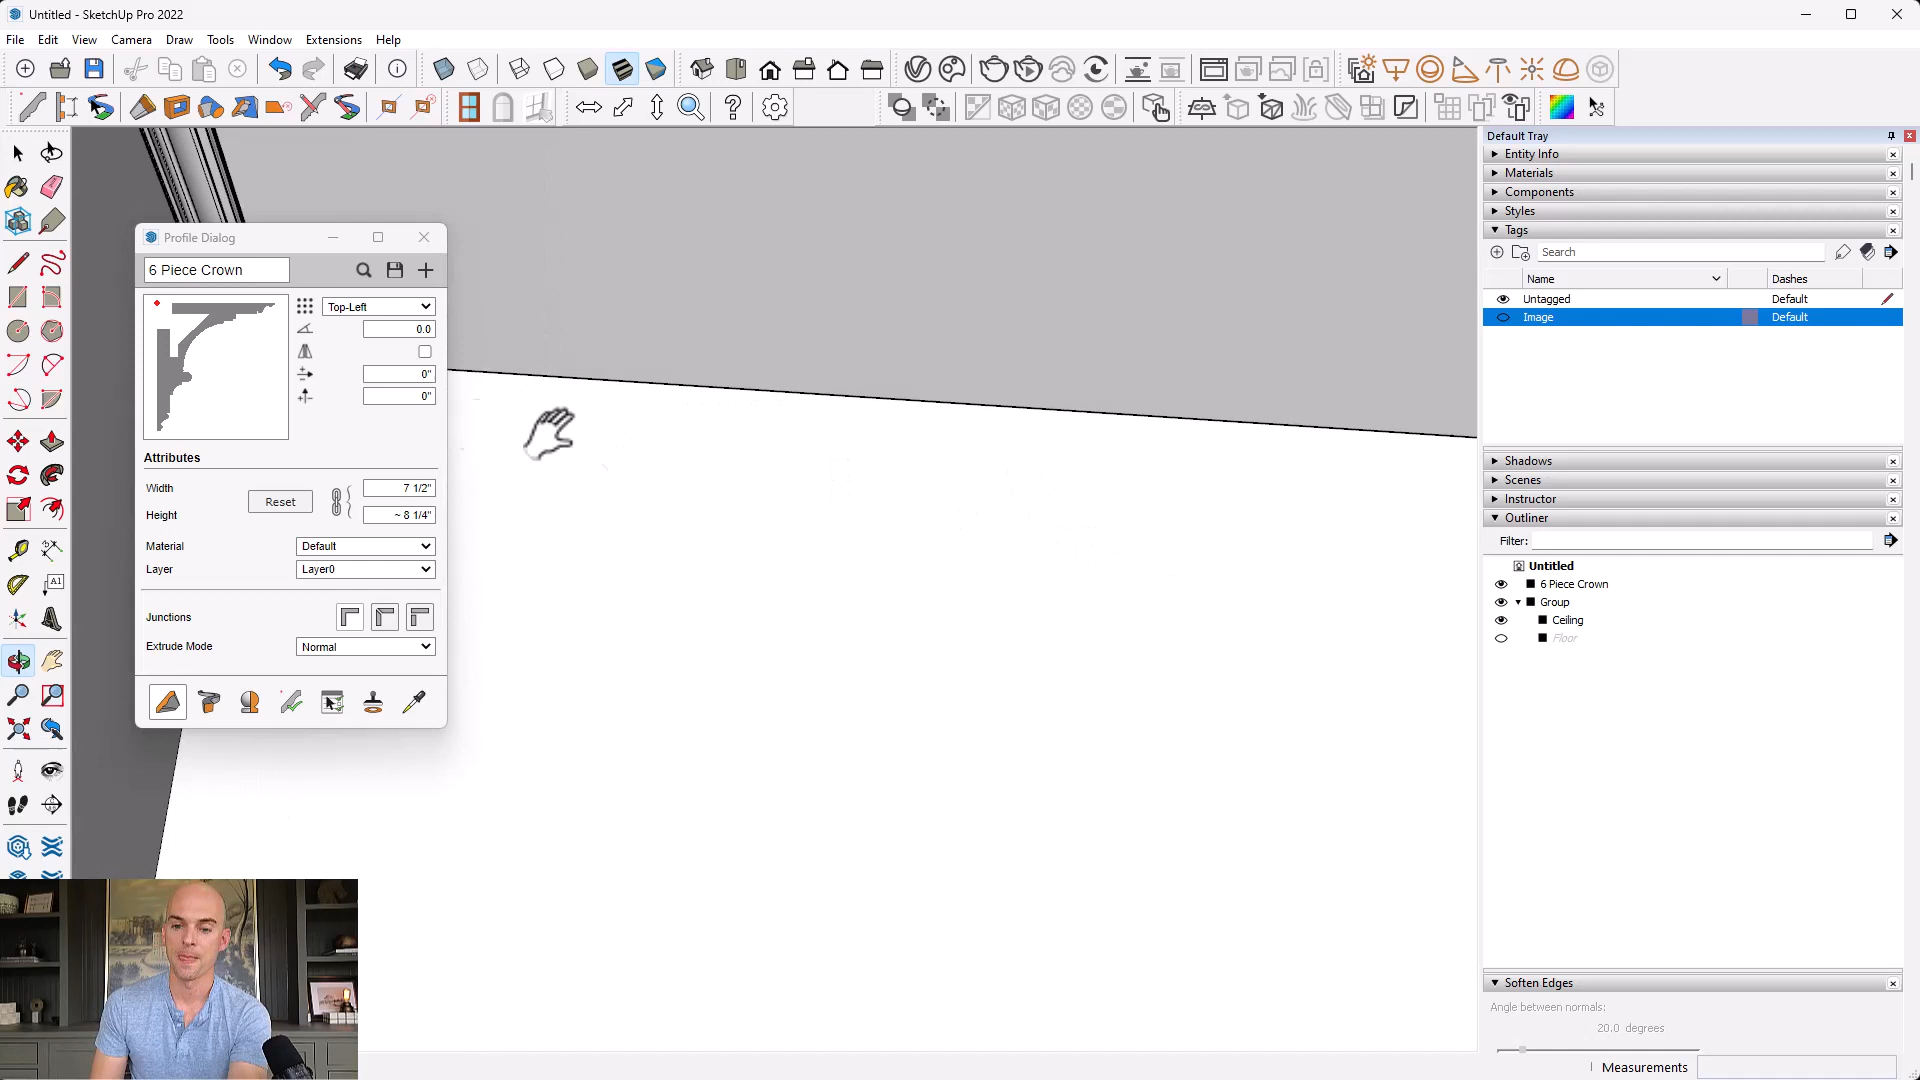 Untitled - SketchUp Pro 2022
File Edit View Camera Draw Tools Window Extensions Help
Default Tray
Entity Info
Materials
Components
Styles
Tags
Search
Name Dashes
Untagged Default
Image Default
Shadows
Scenes
Instructor
Outliner
Filter:
Untitled
6 Piece Crown
Group
Ceiling
Floor
Soften Edges
Angle between normals:
20.0 degrees
Measurements
Profile Dialog
6 Piece Crown
Top-Left
0.0
0"
0"
Attributes
Width 7 1/2"
Reset
Height ~ 8 1/4"
Material Default
Layer Layer0
Junctions
Extrude Mode Normal
A1